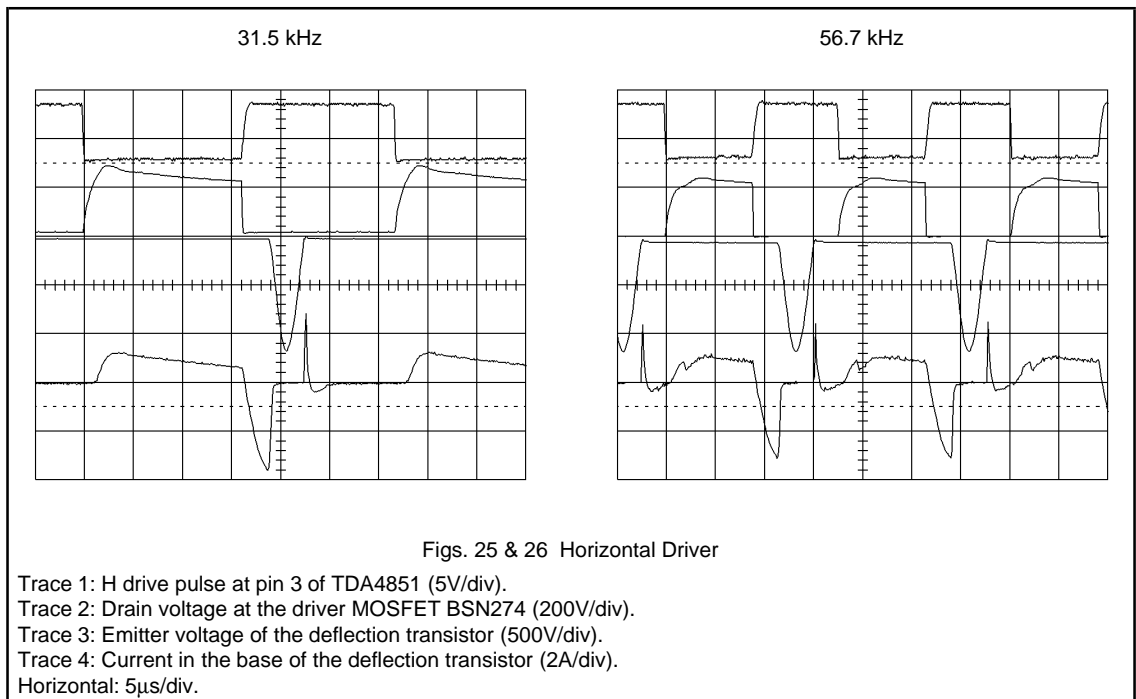 31.5 kHz
56.7 kHz
Figs. 25 & 26 Horizontal Driver
Trace 1: H drive pulse at pin 3 of TDA4851 (5V/div).
Trace 2: Drain voltage at the driver MOSFET BSN274 (200V/div).
Trace 3: Emitter voltage of the deflection transistor (500V/div).
Trace 4: Current in the base of the deflection transistor (2A/div).
Horizontal: 5µs/div.